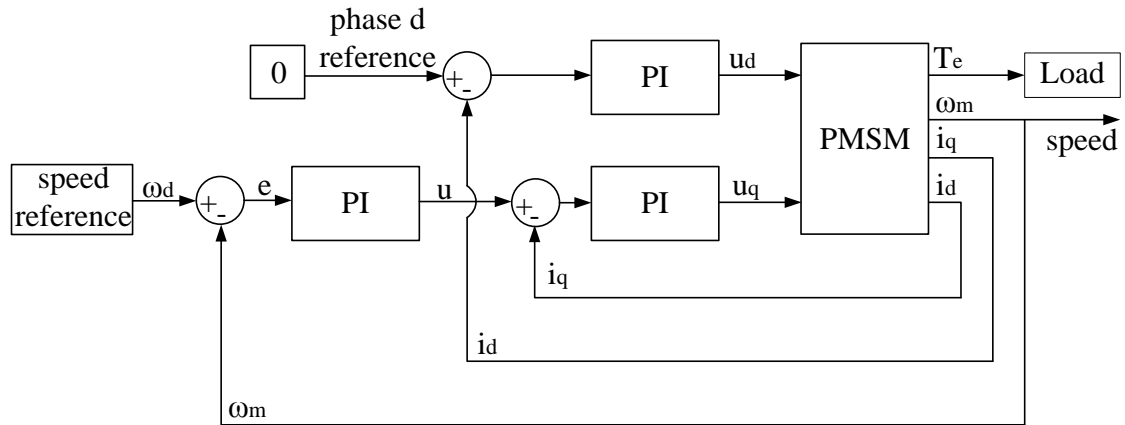 phase d
reference
0
+
-
PI
ud
Te
Load
ωm
speed
PMSM
iq
id
speed
reference
ωd
+
-
e
PI
u
+
-
PI
uq
iq
id
ωm